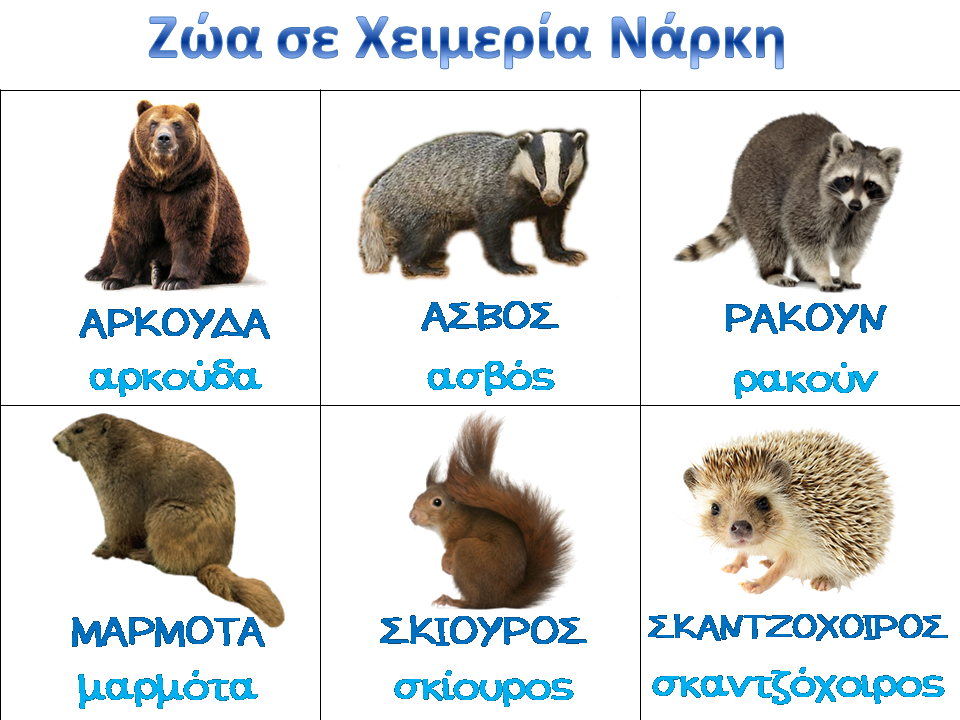 Ζώα σε Χειμερία Νάρκη
ΑΡΚΟΥΔΑ
αρκούδα
ΑΣΒΟΣ
ασβός
ΡΑΚΟΥΝ
ρακούν
ΜΑΡΜΟΤΑ
μαρμότα
ΣΚΙΟΥΡΟΣ
σκίουρος
ΣΚΑΝΤΖΟΧΟΙΡΟΣ
σκαντζόχοιρος